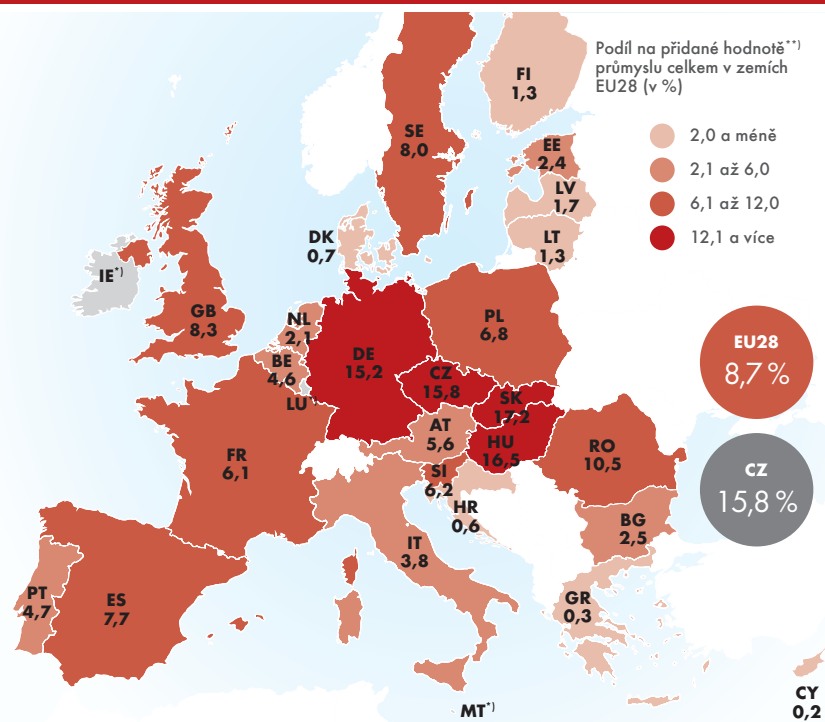 Podíl na přidané hodnotě**)
průmyslu celkem v zemích
EU28 (v %)
2,0 a méně
2,1 až 6,0
6,1 až 12,0
12,1 a více
FI
1,3
SE
8,0
EE
2,4
LV
1,7
LT
1,3
DK
0,7
IE*)
GB
8,3
NL
2,1
BE
4,6
LU*)
DE
15,2
PL
6,8
CZ
15,8
SK
17,2
AT
5,6
HU
16,5
SI
6,2
HR
0,6
RO
10,5
FR
6,1
IT
3,8
BG
2,5
PT
4,7
ES
7,7
GR
0,3
MT*)
CY
0,2
EU28
8,7 %
CZ
15,8 %